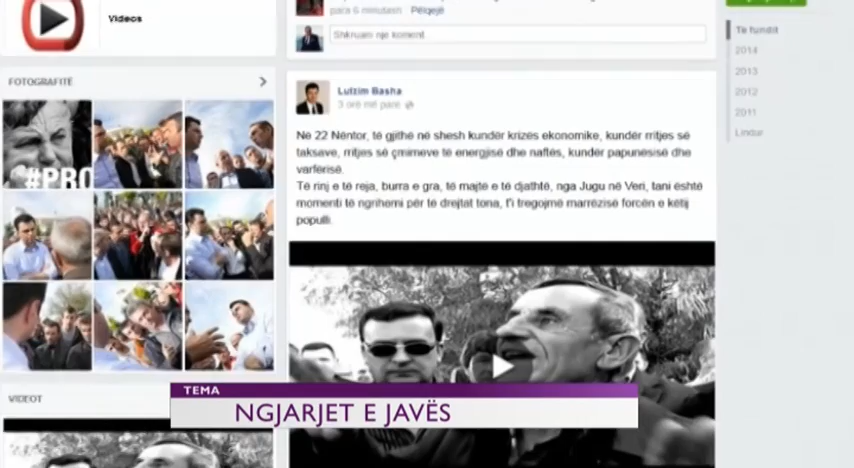 Videos
para 6 minutash · Pëlqejë
Shkruani një koment
FOTOGRAFITË
#PRO
VIDEOT
Lulzim Basha
3 orë më parë
Në 22 Nëntor, të gjithë në shesh kundër krizës ekonomike, kundër rritjes së
taksave, rritjes së çmimeve të energjisë dhe naftës, kundër papunësisë dhe
varfërisë.
Të rinj e të reja, burra e gra, të majtë e të djathtë, nga Jugu në Veri, tani është
momenti të ngrihemi për të drejtat tona, t'i tregojmë marrëzisë forcën e këtij
populli.
Të fundit
2014
2013
2012
2011
Lindur
TEMA
NGJARJET E JAVËS